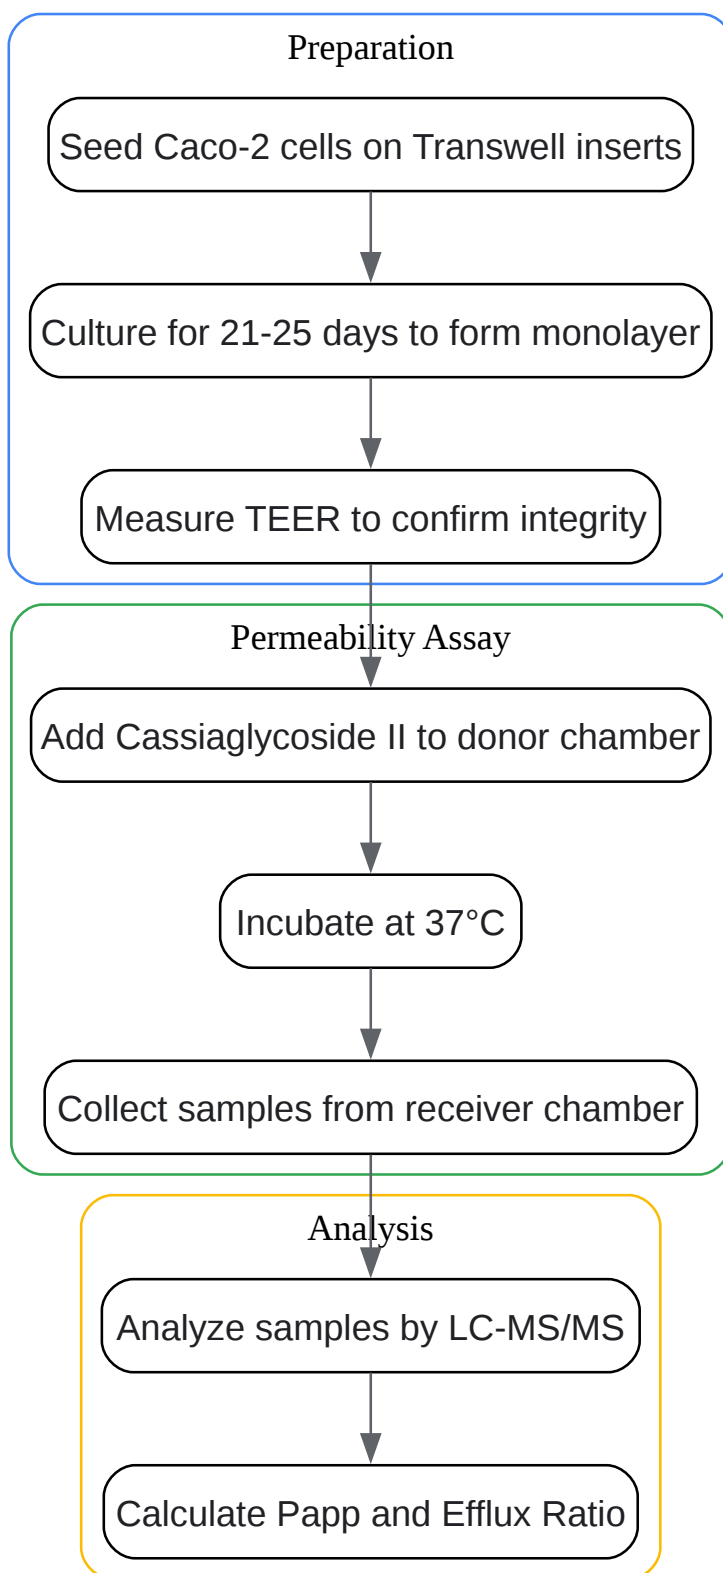 Preparation
Seed Caco-2 cells on Transwell inserts
Culture for 21-25 days to form monolayer
Measure TEER to confirm integrity
Permeability Assay
Add Cassiaglycoside II to donor chamber
Incubate at 37°C
Collect samples from receiver chamber
Analysis
Analyze samples by LC-MS/MS
Calculate Papp and Efflux Ratio